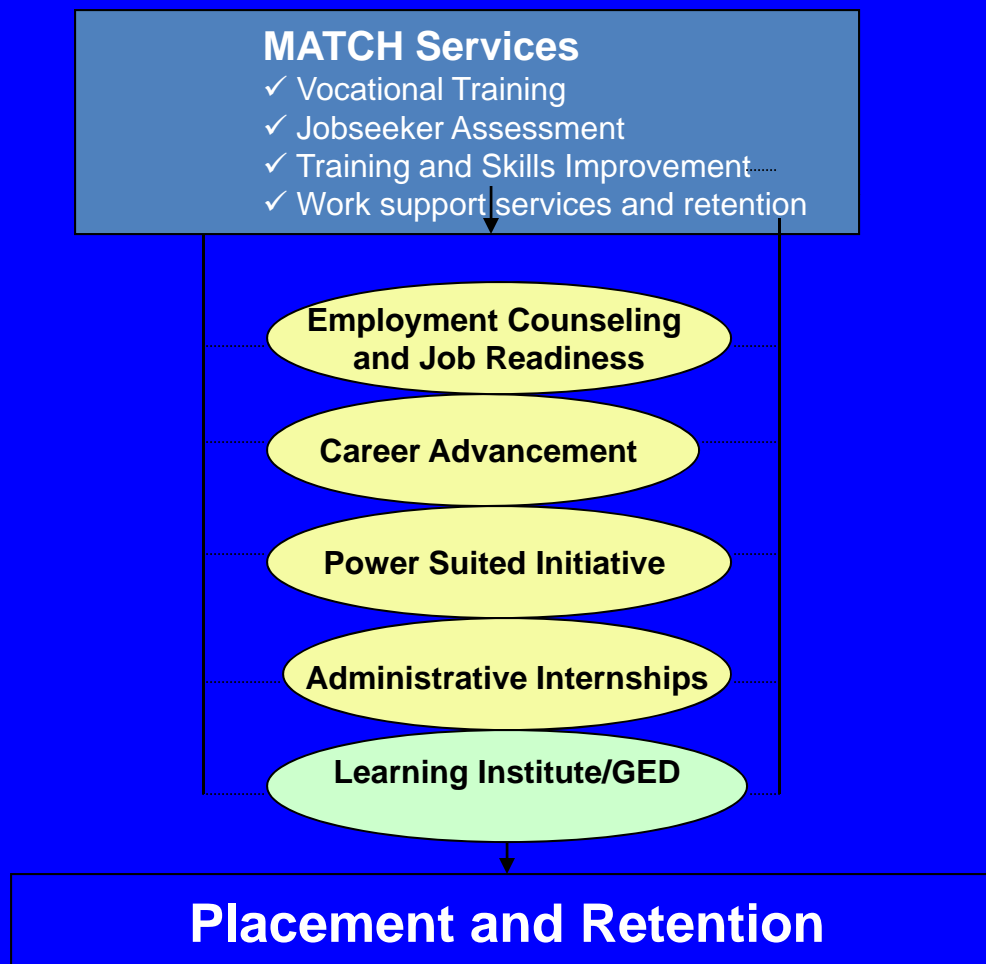 MATCH Services
✓ Vocational Training
✓ Jobseeker Assessment
✓ Training and Skills Improvement
✓ Work support services and retention
Employment Counseling
and Job Readiness
Career Advancement
Power Suited Initiative
Administrative Internships
Learning Institute/GED
Placement and Retention